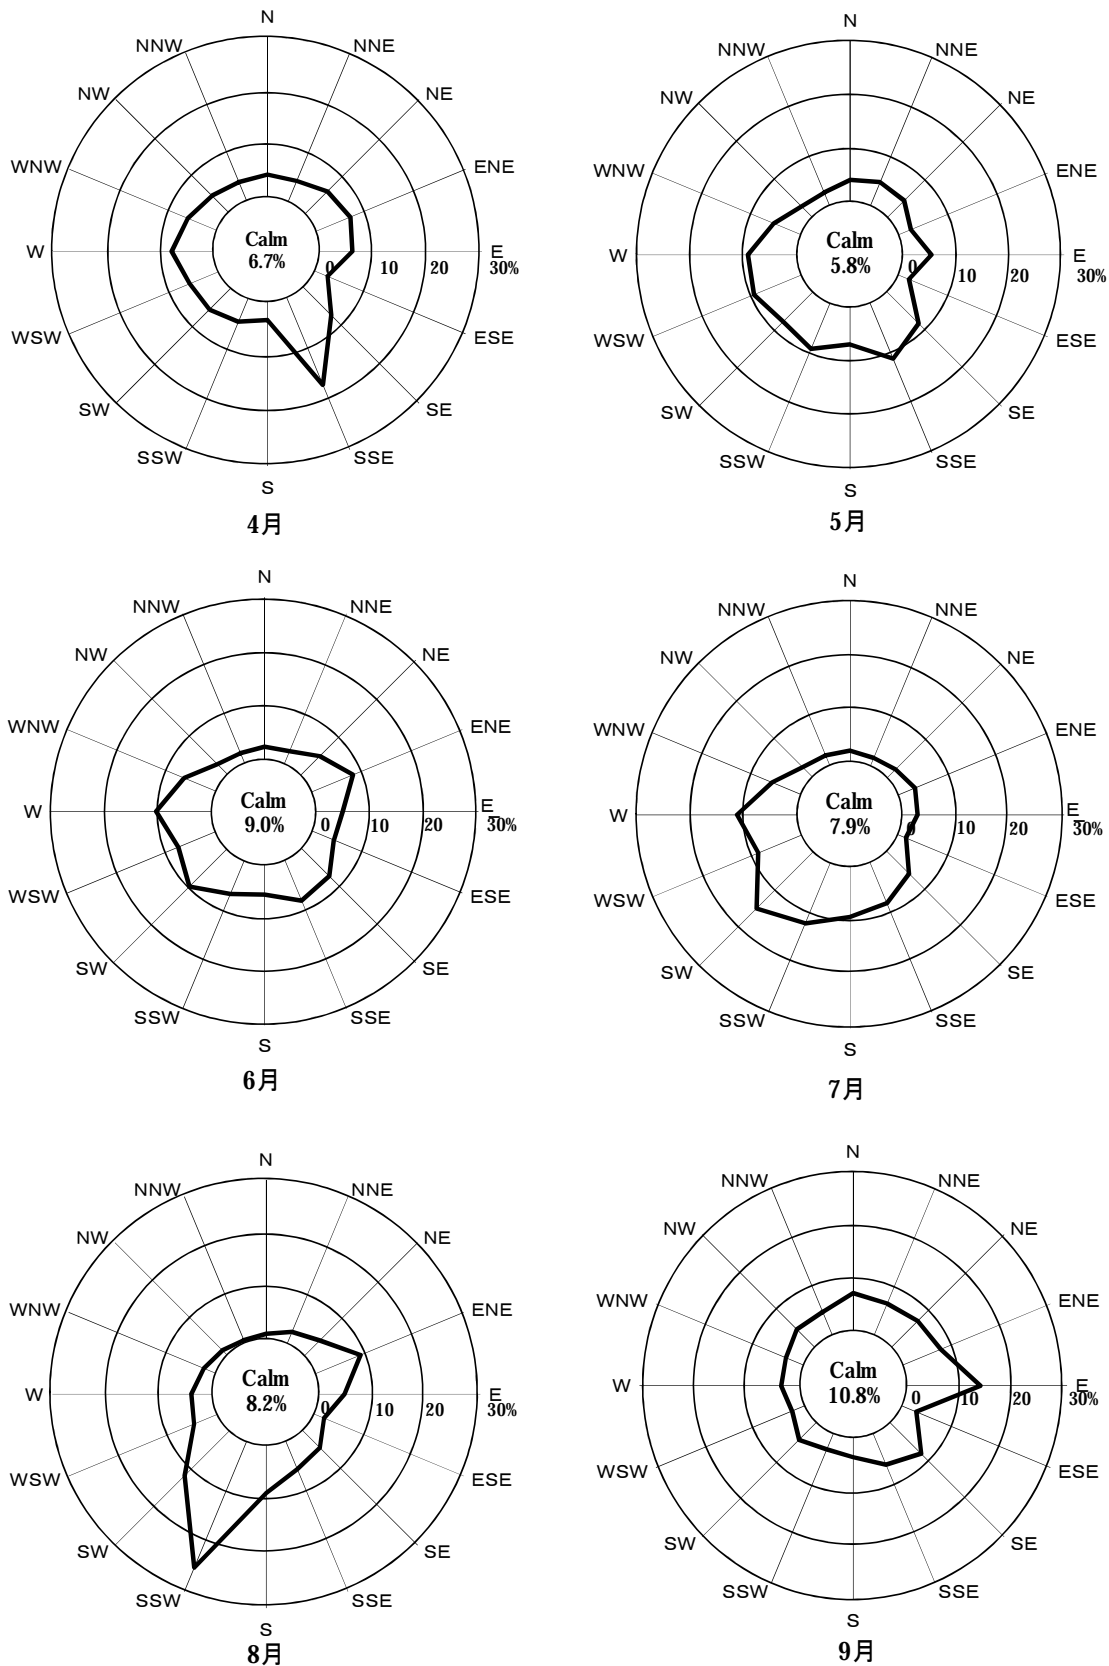 N
NNW NNE
NW NE
WNW ENE
Calm
6.7%
W E
0 10 20 30%
WSW ESE
SW SE
SSW SSE
S
4月
N
NNW NNE
NW NE
WNW ENE
Calm
5.8%
W E
0 10 20 30%
WSW ESE
SW SE
SSW SSE
S
5月
N
NNW NNE
NW NE
WNW ENE
Calm
9.0%
W E
0 10 20 30%
WSW ESE
SW SE
SSW SSE
S
6月
N
NNW NNE
NW NE
WNW ENE
Calm
7.9%
W E
0 10 20 30%
WSW ESE
SW SE
SSW SSE
S
7月
N
NNW NNE
NW NE
WNW ENE
Calm
8.2%
W E
0 10 20 30%
WSW ESE
SW SE
SSW SSE
S
8月
N
NNW NNE
NW NE
WNW ENE
Calm
10.8%
W E
0 10 20 30%
WSW ESE
SW SE
SSW SSE
S
9月